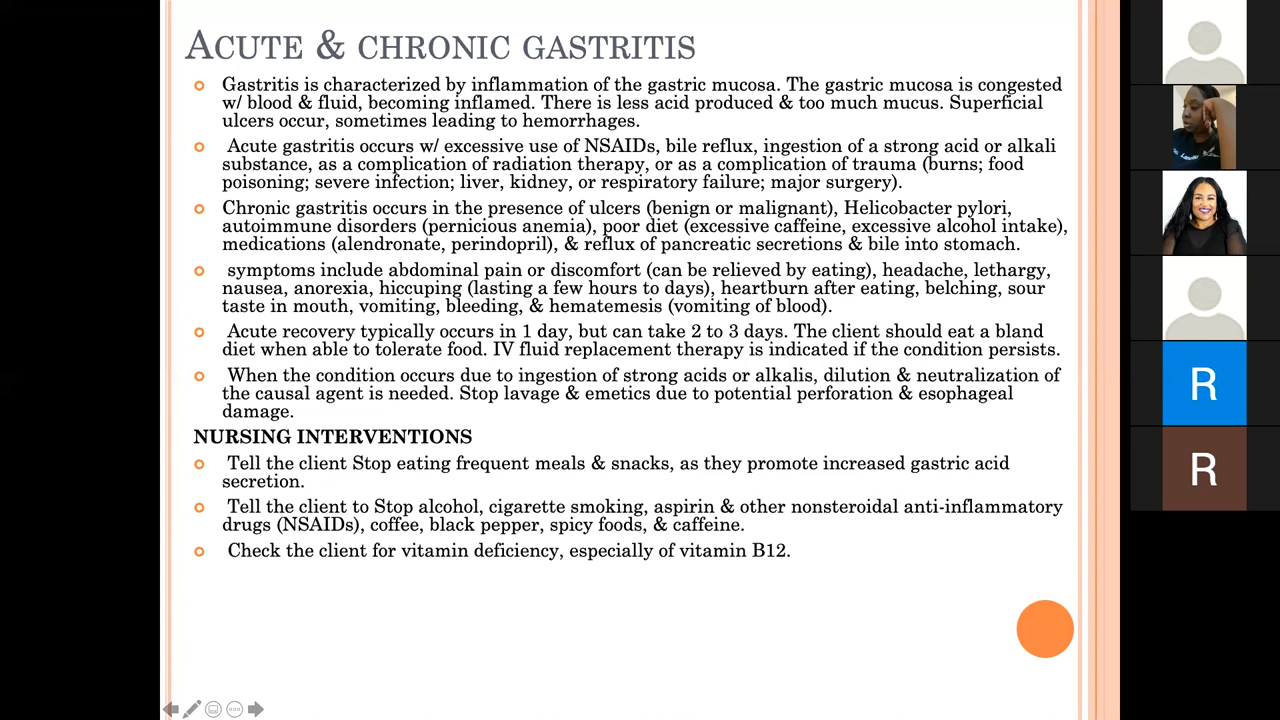 ACUTE & CHRONIC GASTRITIS
Gastritis is characterized by inflammation of the gastric mucosa. The gastric mucosa is congested
w/ blood & fluid, becoming inflamed. There is less acid produced & too much mucus. Superficial
ulcers occur, sometimes leading to hemorrhages.
Acute gastritis occurs w/ excessive use of NSAIDs, bile reflux, ingestion of a strong acid or alkali
substance, as a complication of radiation therapy, or as a complication of trauma (burns; food
poisoning; severe infection; liver, kidney, or respiratory failure; major surgery).
Chronic gastritis occurs in the presence of ulcers (benign or malignant), Helicobacter pylori,
autoimmune disorders (pernicious anemia), poor diet (excessive caffeine, excessive alcohol intake),
medications (alendronate, perindopril), & reflux of pancreatic secretions & bile into stomach.
symptoms include abdominal pain or discomfort (can be relieved by eating), headache, lethargy,
nausea, anorexia, hiccuping (lasting a few hours to days), heartburn after eating, belching, sour
taste in mouth, vomiting, bleeding, & hematemesis (vomiting of blood).
Acute recovery typically occurs in 1 day, but can take 2 to 3 days. The client should eat a bland
diet when able to tolerate food. IV fluid replacement therapy is indicated if the condition persists.
When the condition occurs due to ingestion of strong acids or alkalis, dilution & neutralization of
the causal agent is needed. Stop lavage & emetics due to potential perforation & esophageal
damage.
NURSING INTERVENTIONS
Tell the client Stop eating frequent meals & snacks, as they promote increased gastric acid
secretion.
Tell the client to Stop alcohol, cigarette smoking, aspirin & other nonsteroidal anti-inflammatory
drugs (NSAIDs), coffee, black pepper, spicy foods, & caffeine.
Check the client for vitamin deficiency, especially of vitamin B12.
R
R